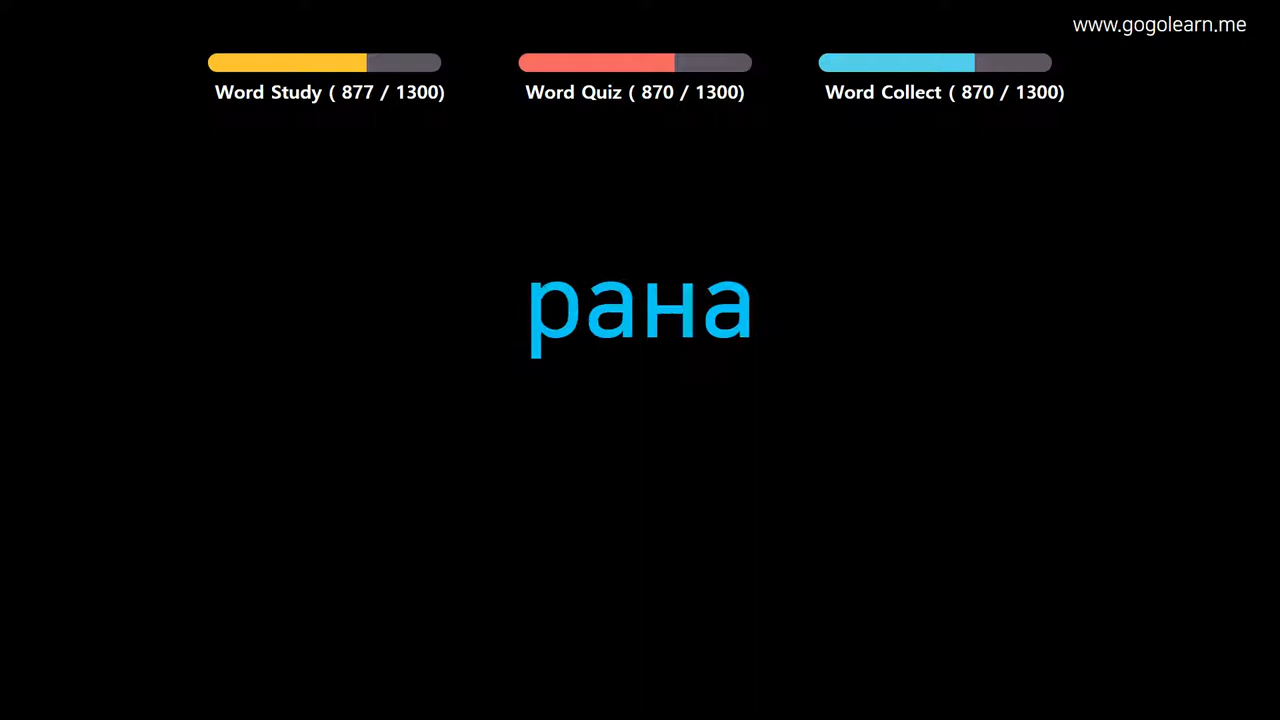 www.gogolearn.me
Word Study ( 877 / 1300)
Word Quiz ( 870 / 1300)
Word Collect ( 870 / 1300)
рана